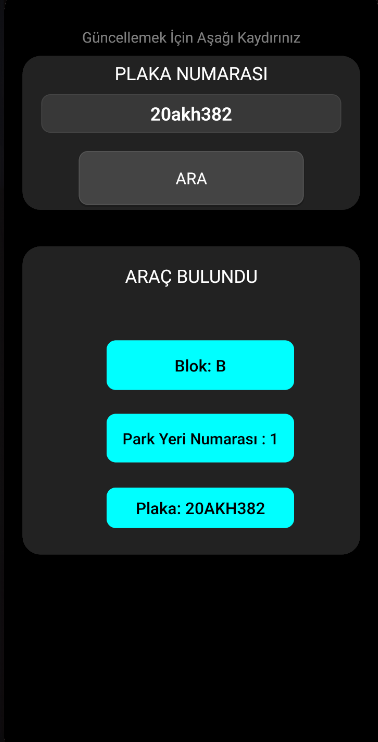 Güncellemek İçin Aşağı Kaydırınız
PLAKA NUMARASI
20akh382
ARA
ARAÇ BULUNDU
Blok: B
Park Yeri Numarası : 1
Plaka: 20AKH382